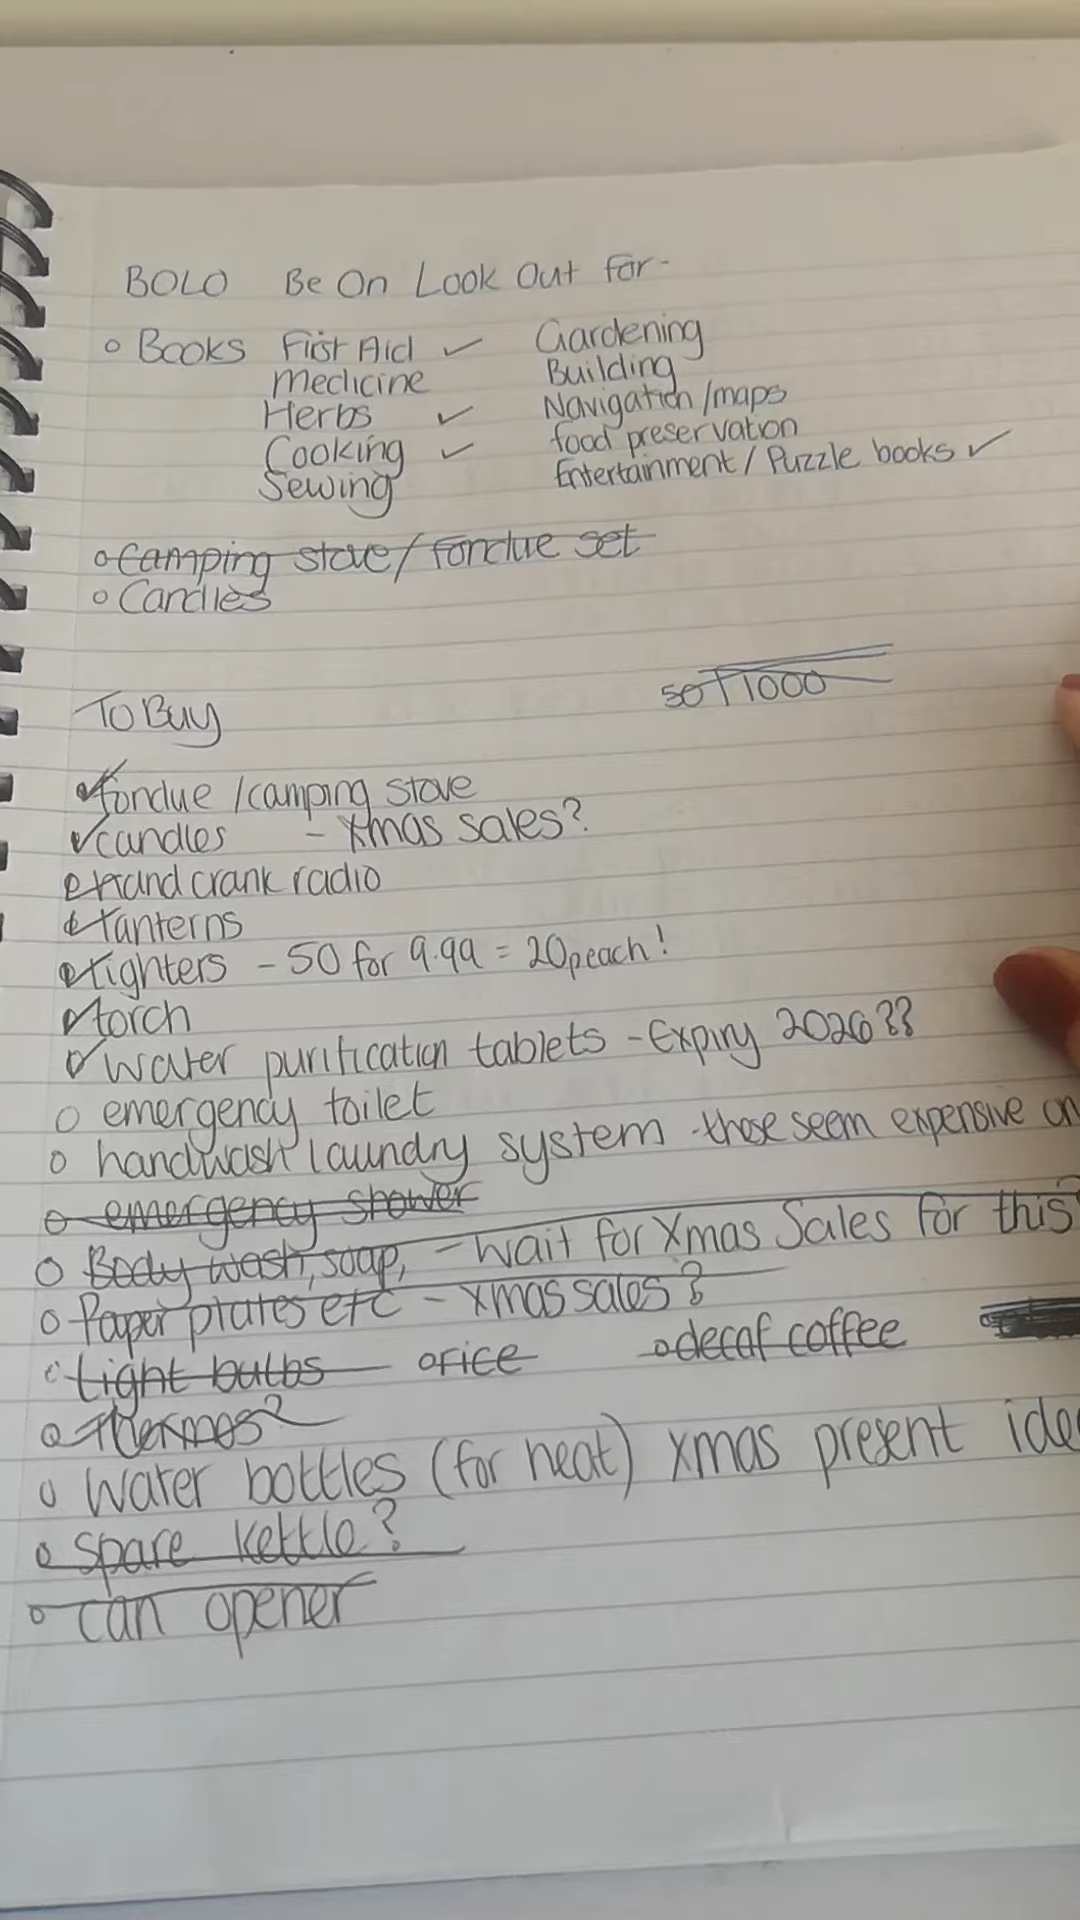 BOLO Be On Look Out for-
o Books First Aid ✓ Gardening
Medicine Building
Herbs ✓ Navigation/maps
Cooking ✓ food preservation
Sewing Entertainment / Puzzle books ✓
o Camping stove/ fondue set
o Candles
50 1000
To Buy
✓ fondue /camping stove
✓ candles - Xmas sales?
✓ Hand crank radio
✓ Lanterns
✓ Lighters - 50 for 9.99 = 20p each!
✓ torch
✓ water purification tablets - Expiry 2026??
o emergency toilet
o handwash laundry system - these seem expensive
o emergency shower
o Body wash, soap, - wait for Xmas Sales for this
o Paper plates etc - xmas sales?
o Light bulbs o rice o decaf coffee
o Thermos?
o Water bottles (for heat) xmas present
o spare kettle?
o can opener